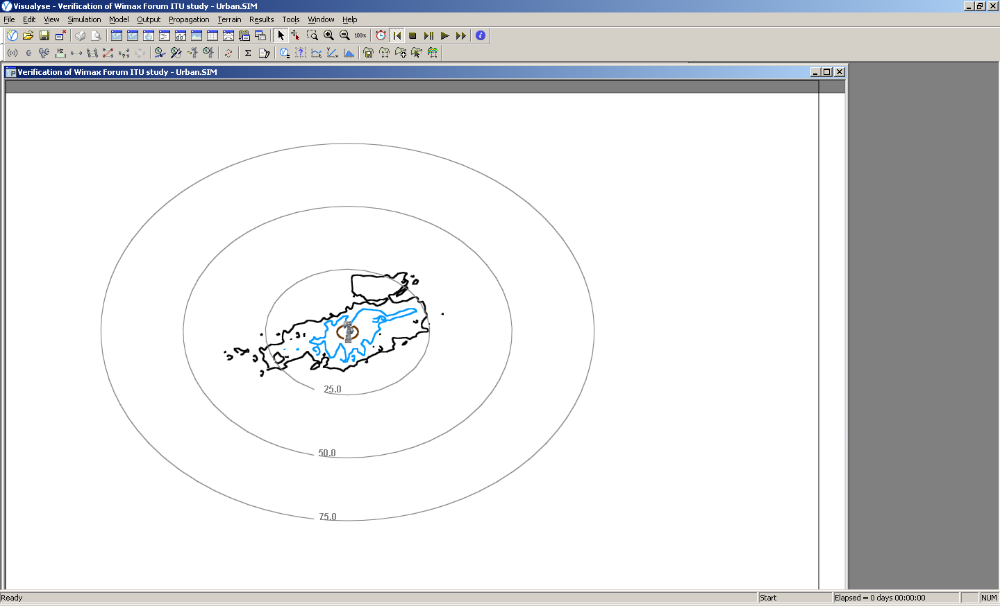 Visualyse - Verification of Wimax Forum ITU study - Urban.SIM
File Edit View Simulation Model Output Propagation Terrain Results Tools Window Help
100%
Hz
Verification of Wimax Forum ITU study - Urban.SIM
25.0
50.0
75.0
Ready Start Elapsed = 0 days 00:00:00 NUM